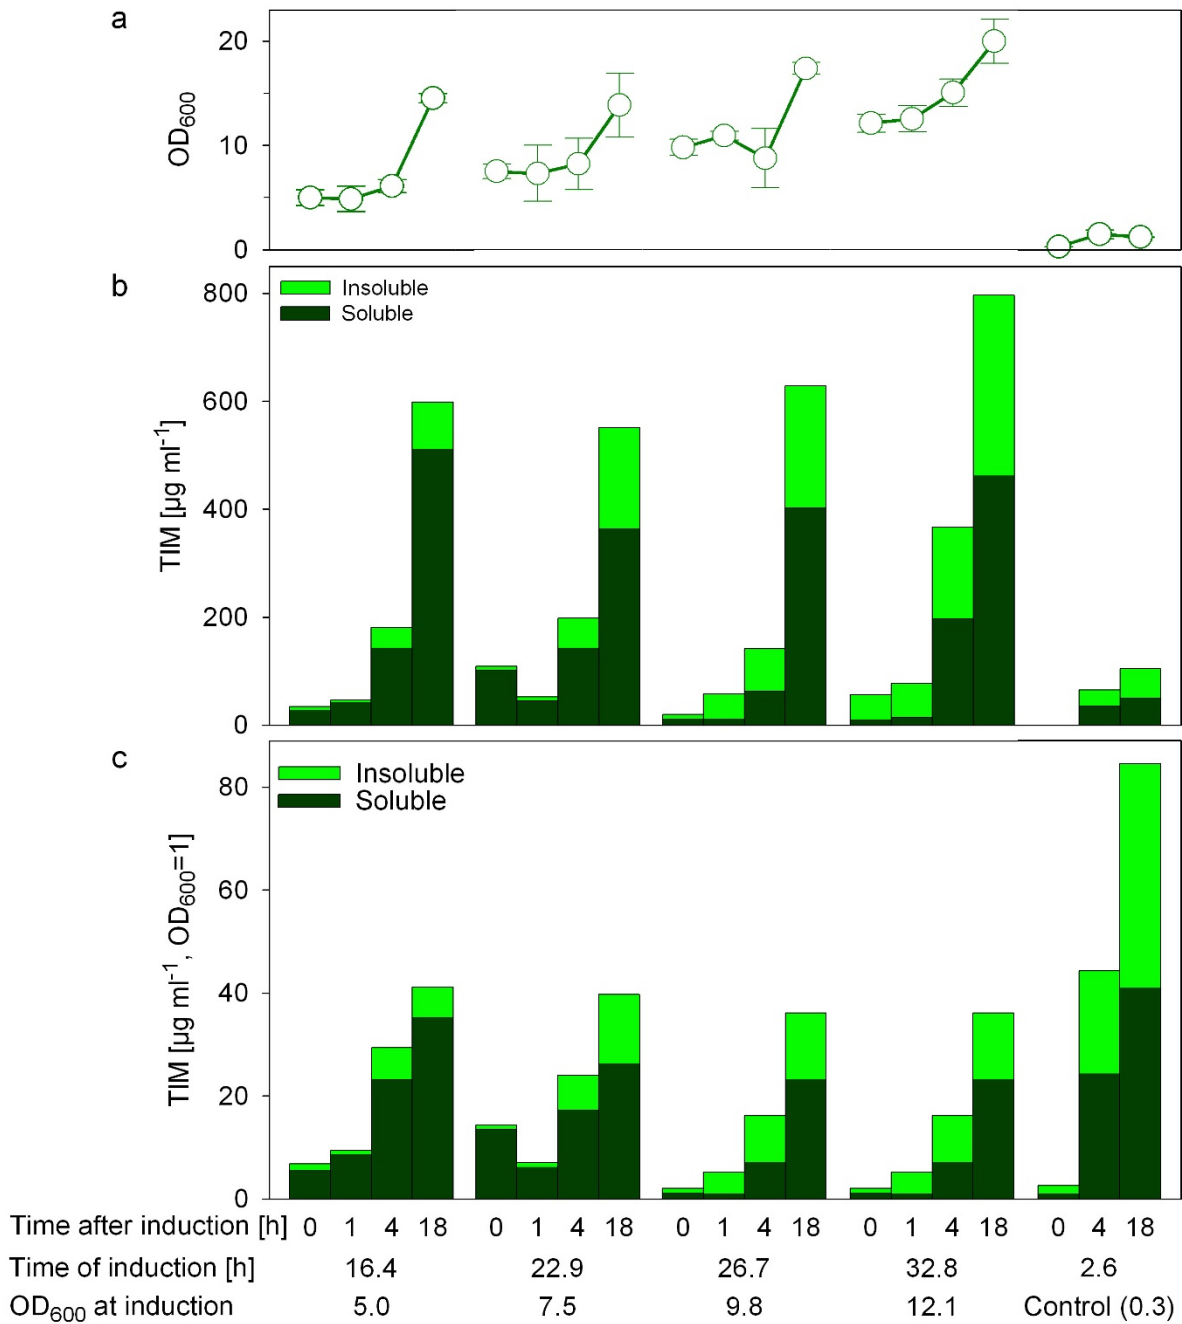 a
20
10
0
OD600
b
Insoluble
Soluble
800
600
400
200
0
TIM [µg ml-1]
c
Insoluble
Soluble
80
60
40
20
0
TIM [µg ml-1, OD600=1]
Time after induction [h] 0 1 4 18 0 1 4 18 0 1 4 18 0 1 4 18 0 4 18
Time of induction [h] 16.4 22.9 26.7 32.8 2.6
OD600 at induction 5.0 7.5 9.8 12.1 Control (0.3)